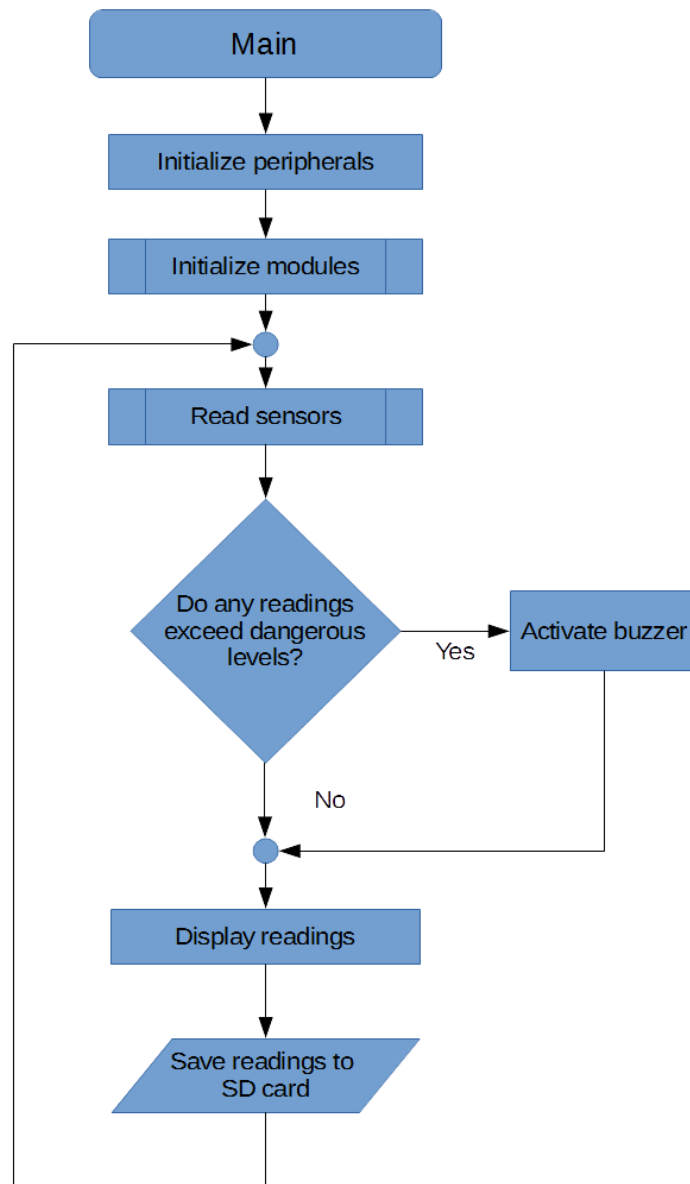 Main
Initialize peripherals
Initialize modules
Read sensors
Do any readings
exceed dangerous
levels?
Yes
Activate buzzer
No
Display readings
Save readings to
SD card